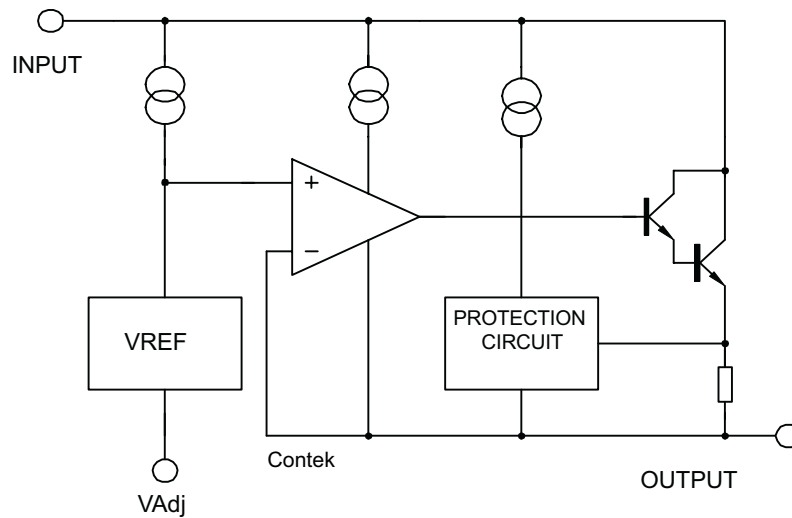 INPUT
+
−
VREF
PROTECTION
CIRCUIT
Contek
VAdj
OUTPUT